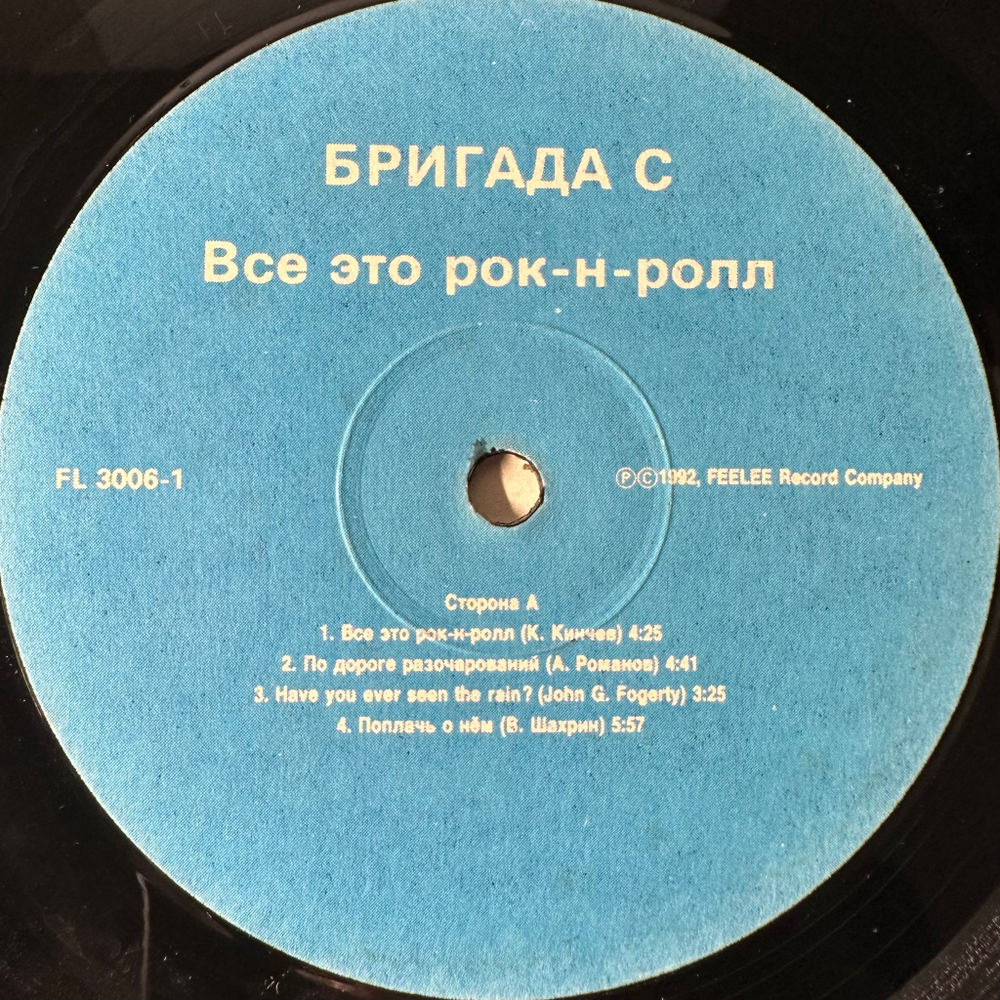 БРИГАДА С
Все это рок-н-ролл
FL 3006-1
ⓅⒸ1992, FEELEE Record Company
Сторона А
1. Все это рок-н-ролл (К. Кинчев) 4:25
2. По дороге разочарований (А. Романов) 4:41
3. Have you ever seen the rain? (John G. Fogerty) 3:25
4. Поплачь о нём (В. Шахрин) 5:57